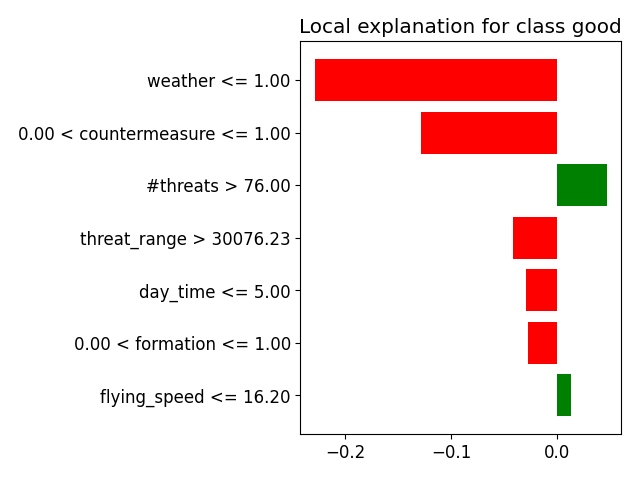 Local explanation for class good
weather <= 1.00
0.00 < countermeasure <= 1.00
#threats > 76.00
threat_range > 30076.23
day_time <= 5.00
0.00 < formation <= 1.00
flying_speed <= 16.20
−0.2 −0.1 0.0